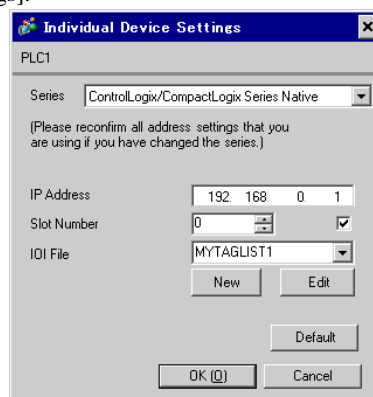 Individual Device Settings
PLC1
Series ControlLogix/CompactLogix Series Native
(Please reconfirm all address settings that you
are using if you have changed the series.)
IP Address 192. 168. 0. 1
Slot Number 0
IOI File MYTAGLIST1
New Edit
Default
OK (O) Cancel